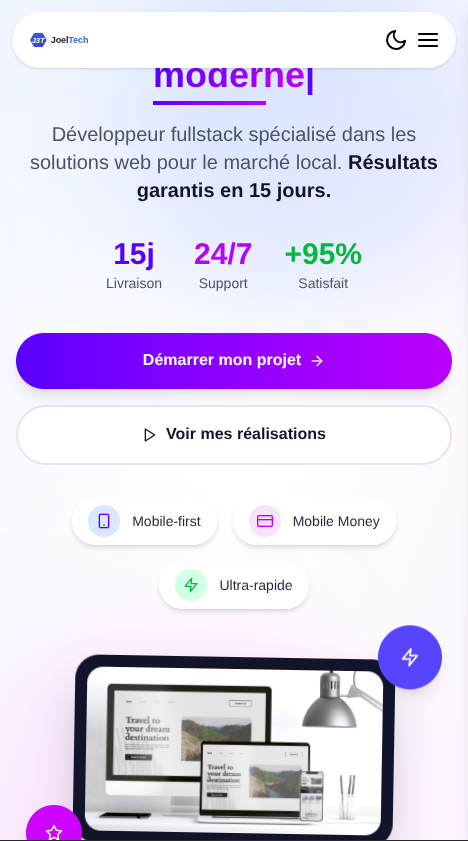 J3T JoelTech
moderne
Développeur fullstack spécialisé dans les
solutions web pour le marché local. Résultats
garantis en 15 jours.
15j 24/7 +95%
Livraison Support Satisfait
Démarrer mon projet →
Voir mes réalisations
Mobile-first Mobile Money
Ultra-rapide
Travel to
your dream
destination
Travel to
your dream
destination